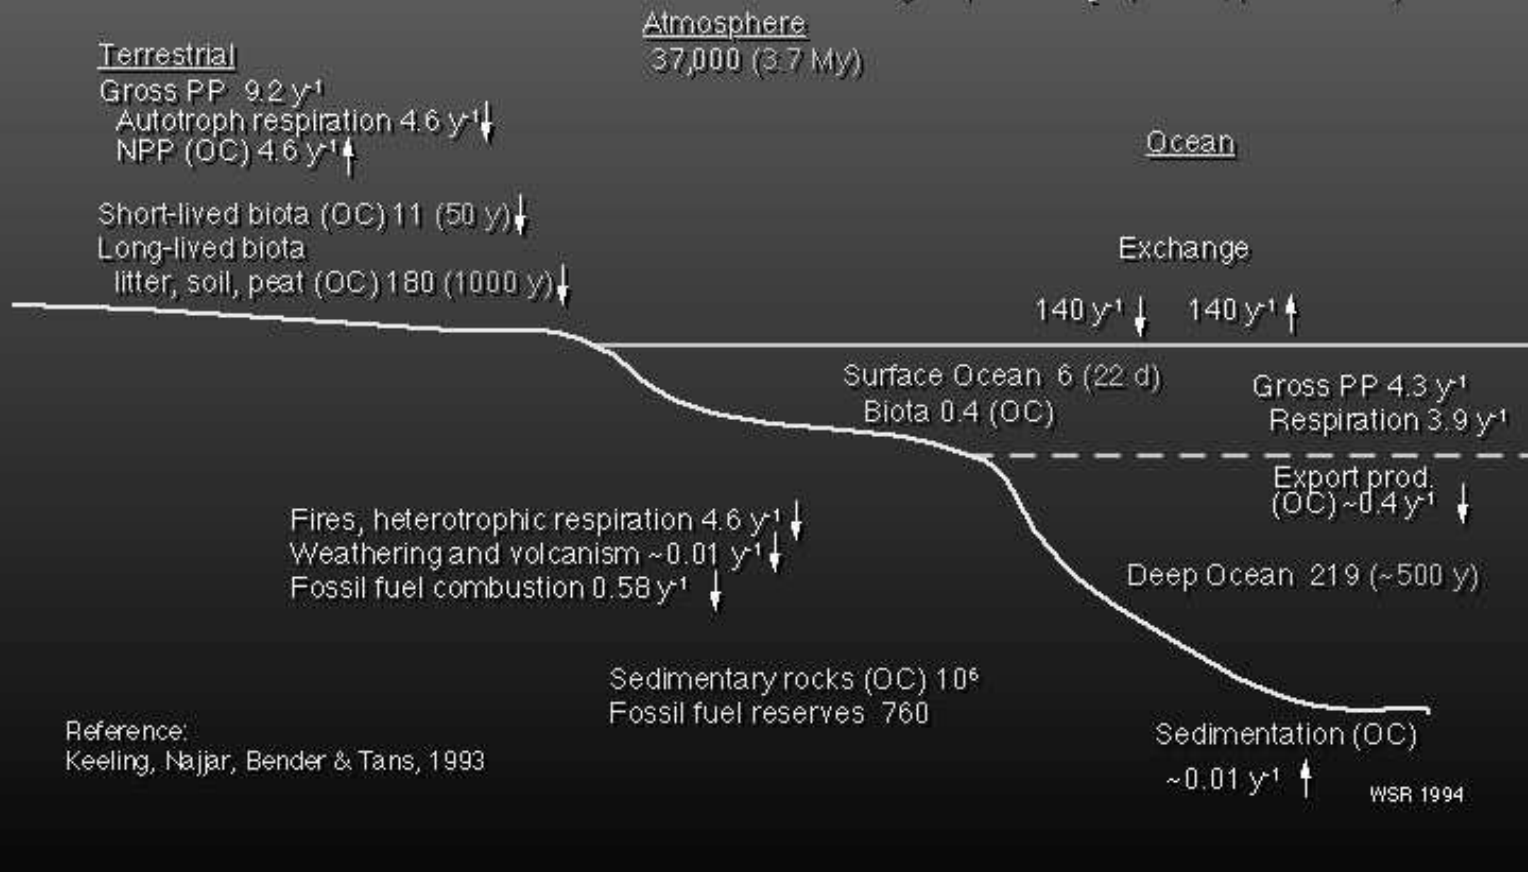 Atmosphere
37,000 (3.7 My)
Terrestrial
Gross PP 9.2 y⁻¹
Autotroph respiration 4.6 y⁻¹↓
NPP (OC) 4.6 y⁻¹↑
Short-lived biota (OC) 11 (50 y)↓
Long-lived biota
litter, soil, peat (OC) 180 (1000 y)↓
Ocean
Exchange
140 y⁻¹ ↓ 140 y⁻¹ ↑
Surface Ocean 6 (22 d)
Biota 0.4 (OC)
Gross PP 4.3 y⁻¹
Respiration 3.9 y⁻¹
Export prod.
(OC) ~0.4 y⁻¹ ↓
Fires, heterotrophic respiration 4.6 y⁻¹ ↓
Weathering and volcanism ~0.01 y⁻¹ ↓
Fossil fuel combustion 0.58 y⁻¹ ↓
Deep Ocean 219 (~500 y)
Sedimentary rocks (OC) 10⁶
Fossil fuel reserves 760
Sedimentation (OC)
~0.01 y⁻¹ ↑
Reference:
Keeling, Najjar, Bender & Tans, 1993
WSR 1994